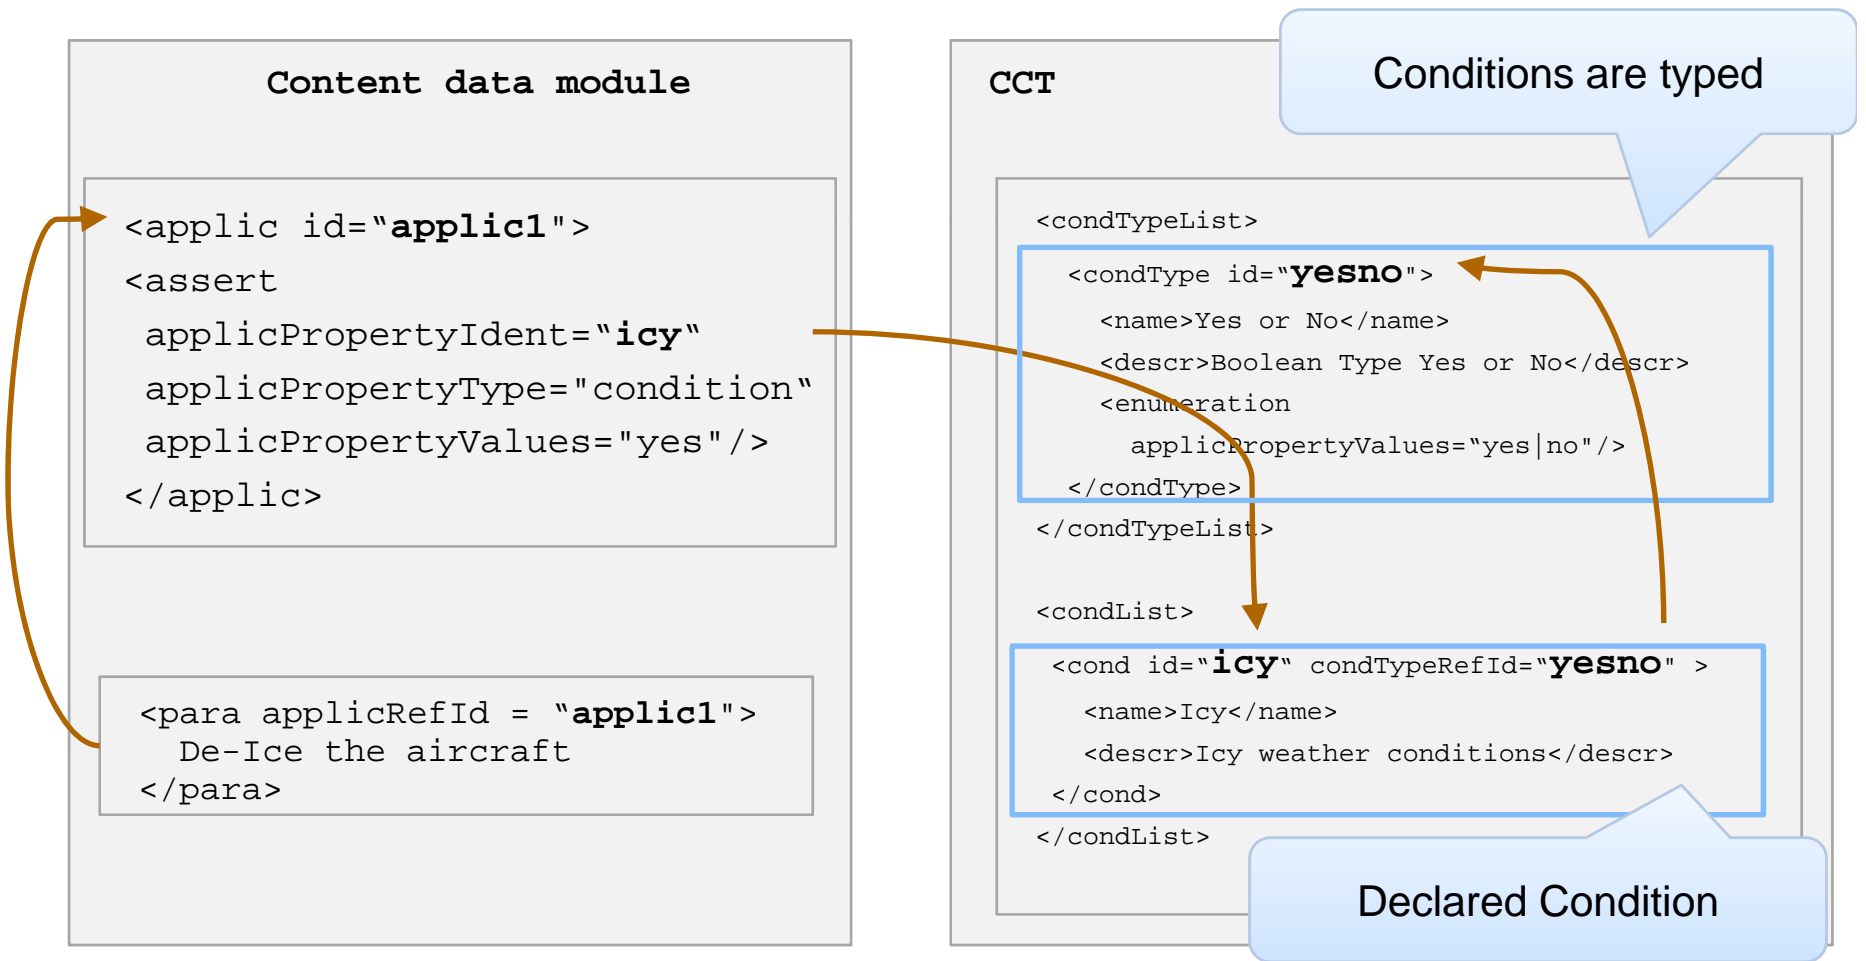 Content data module
<applic id=“applic1">
<assert
applicPropertyIdent=“icy“
applicPropertyType="condition“
applicPropertyValues="yes"/>
</applic>
<para applicRefId = “applic1">
De-Ice the aircraft
</para>
CCT
Conditions are typed
<condTypeList>
<condType id=“yesno">
<name>Yes or No</name>
<descr>Boolean Type Yes or No</descr>
<enumeration
applicPropertyValues=“yes|no"/>
</condType>
</condTypeList>
<condList>
<cond id=“icy“ condTypeRefId=“yesno" >
<name>Icy</name>
<descr>Icy weather conditions</descr>
</cond>
</condList>
Declared Condition